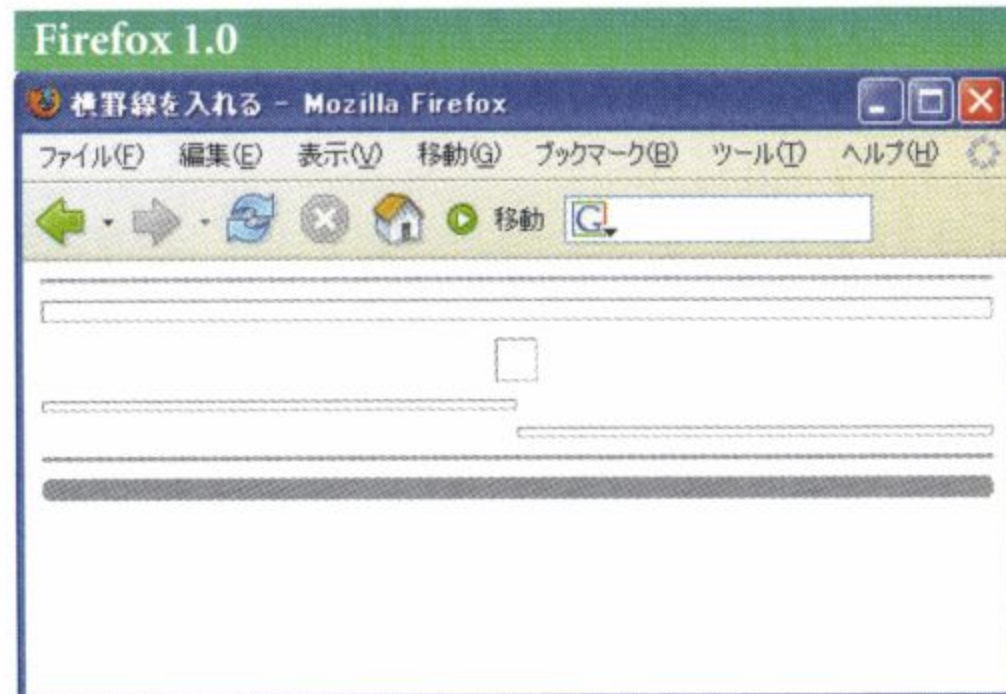 Firefox 1.0
横罫線を入れる - Mozilla Firefox
ファイル(F) 編集(E) 表示(V) 移動(G) ブックマーク(B) ツール(T) ヘルプ(H)
移動 G